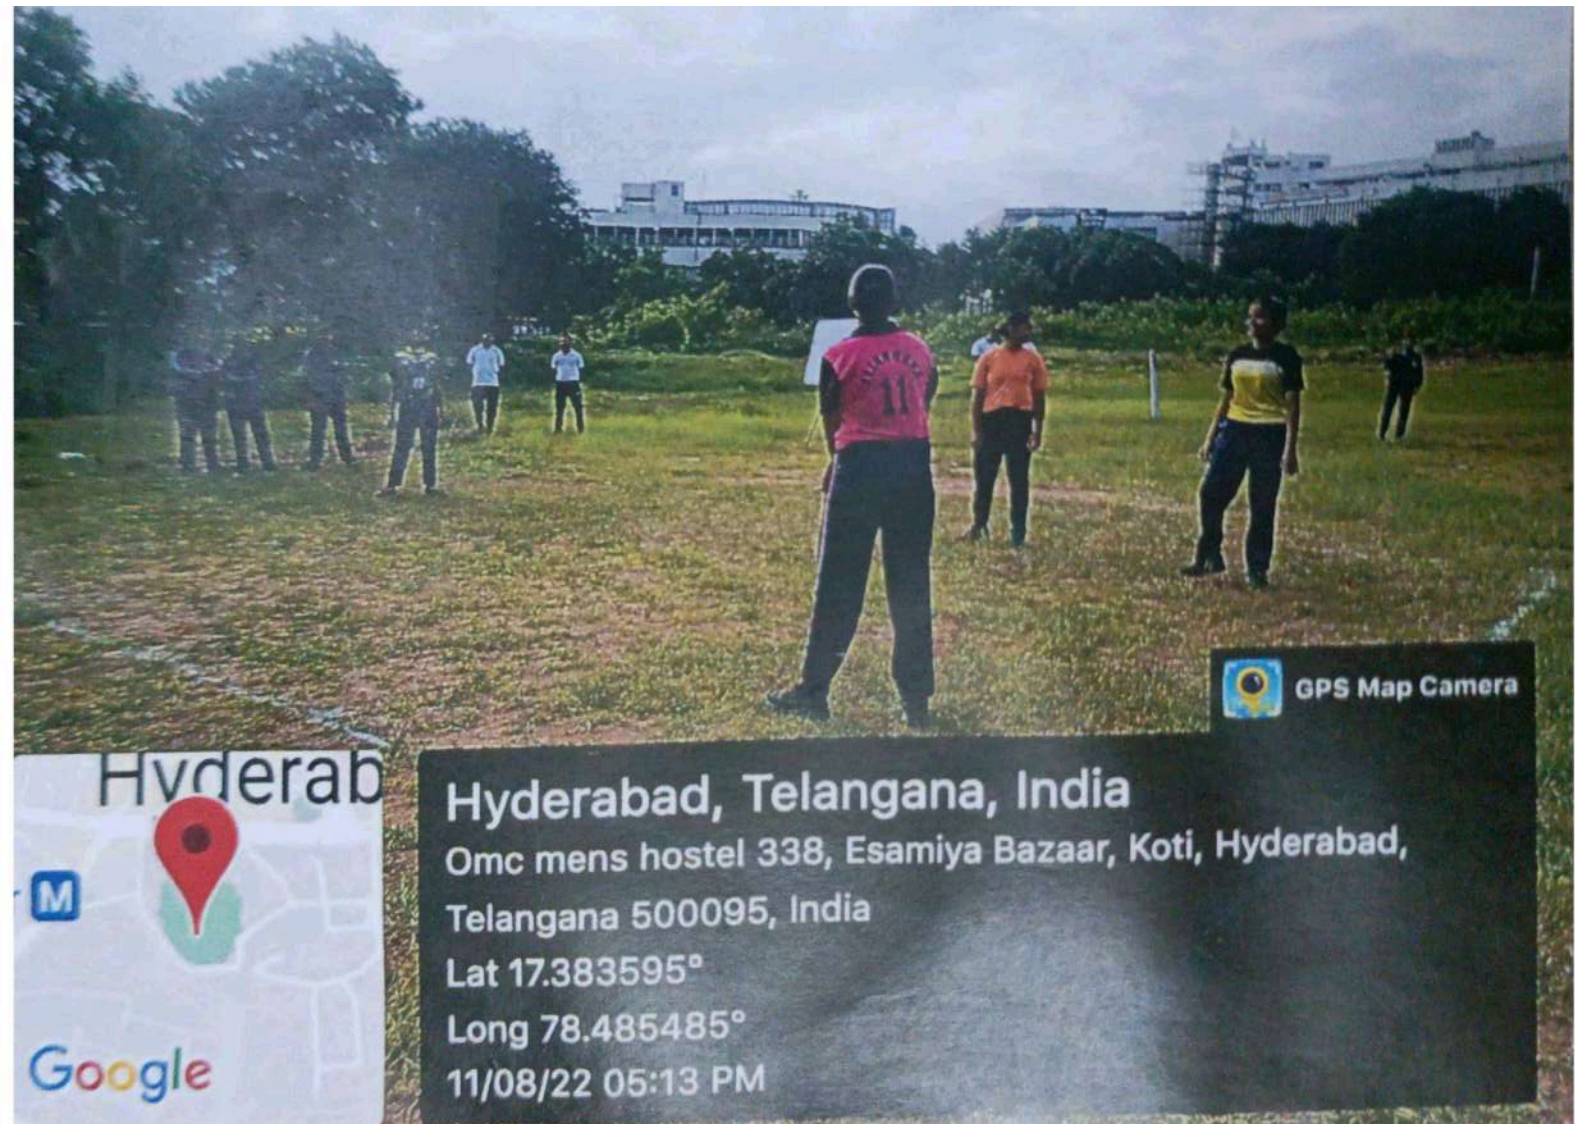 11
GPS Map Camera
Hyderab
M
Google
Hyderabad, Telangana, India
Omc mens hostel 338, Esamiya Bazaar, Koti, Hyderabad,
Telangana 500095, India
Lat 17.383595°
Long 78.485485°
11/08/22 05:13 PM